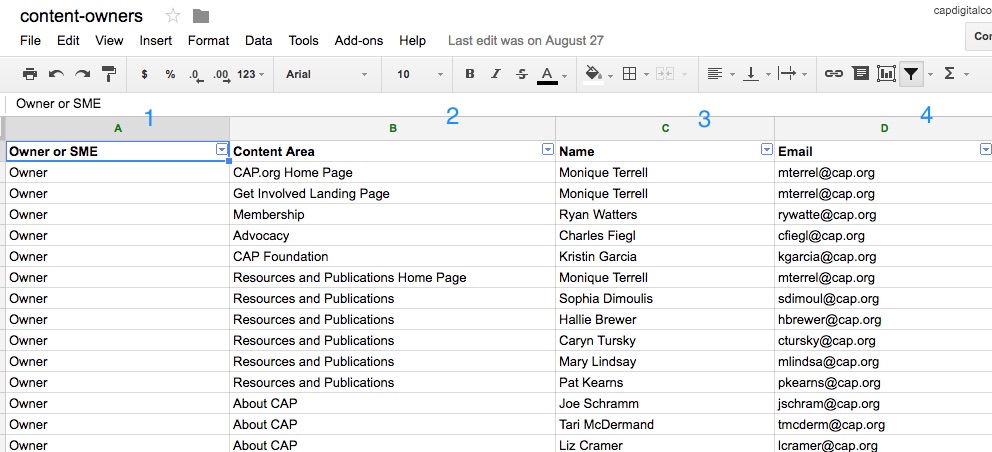 content-owners
capdigitalco
File Edit View Insert Format Data Tools Add-ons Help Last edit was on August 27
$ % .0 .00 123 Arial 10 B I S A Σ
Owner or SME
1 2 3 4
A B C D
Owner or SME Content Area Name Email
Owner CAP.org Home Page Monique Terrell mterrel@cap.org
Owner Get Involved Landing Page Monique Terrell mterrel@cap.org
Owner Membership Ryan Watters rywatte@cap.org
Owner Advocacy Charles Fiegl cfiegl@cap.org
Owner CAP Foundation Kristin Garcia kgarcia@cap.org
Owner Resources and Publications Home Page Monique Terrell mterrel@cap.org
Owner Resources and Publications Sophia Dimoulis sdimoul@cap.org
Owner Resources and Publications Hallie Brewer hbrewer@cap.org
Owner Resources and Publications Caryn Tursky ctursky@cap.org
Owner Resources and Publications Mary Lindsay mlindsa@cap.org
Owner Resources and Publications Pat Kearns pkearns@cap.org
Owner About CAP Joe Schramm jschram@cap.org
Owner About CAP Tari McDermand tmcderm@cap.org
Owner About CAP Liz Cramer lcramer@cap.org